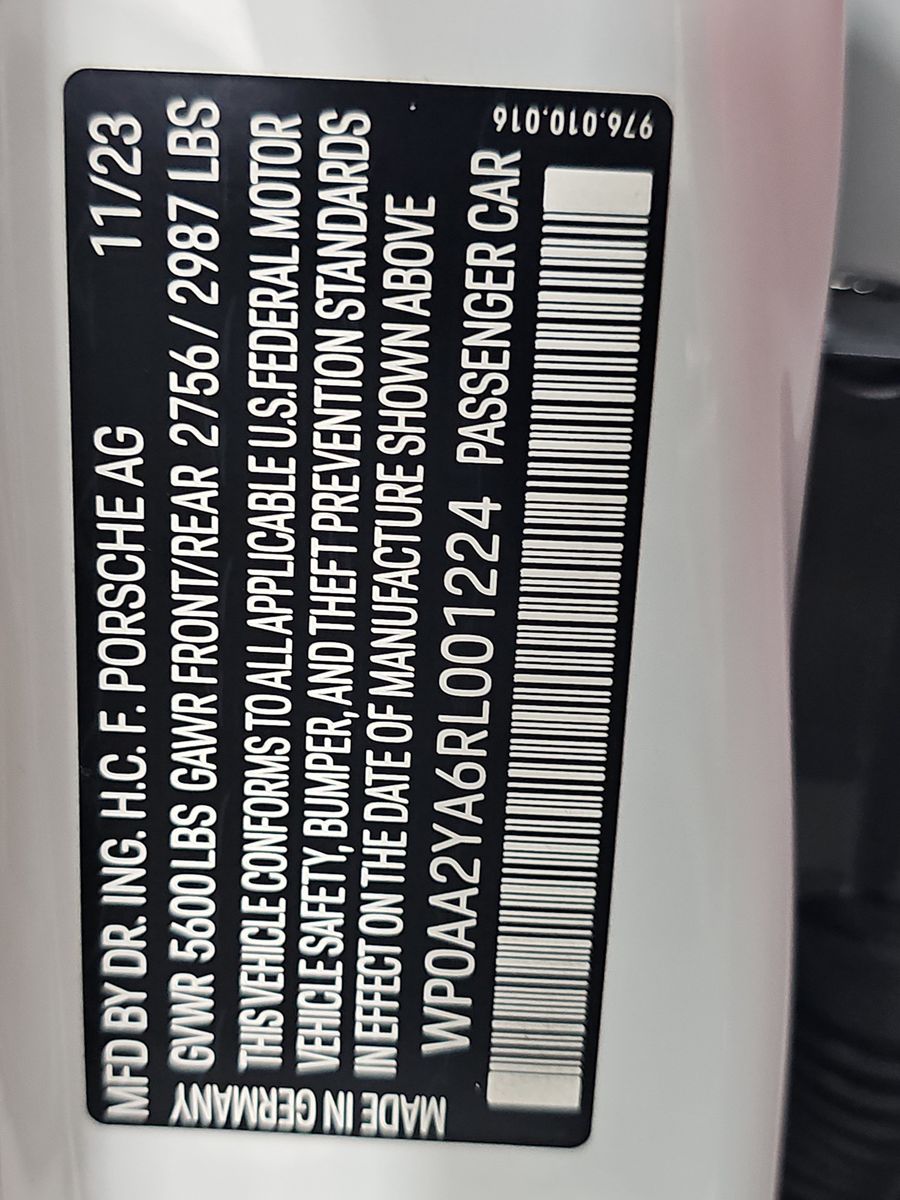 MFD BY DR. ING. H.C. F. PORSCHE AG 11/23
GVWR 5600 LBS GAWR FRONT/REAR 2756 / 2987 LBS
THIS VEHICLE CONFORMS TO ALL APPLICABLE U.S. FEDERAL MOTOR
VEHICLE SAFETY, BUMPER, AND THEFT PREVENTION STANDARDS
IN EFFECT ON THE DATE OF MANUFACTURE SHOWN ABOVE
WP0AA2YA6RL001224 PASSENGER CAR
MADE IN GERMANY
976.010.016